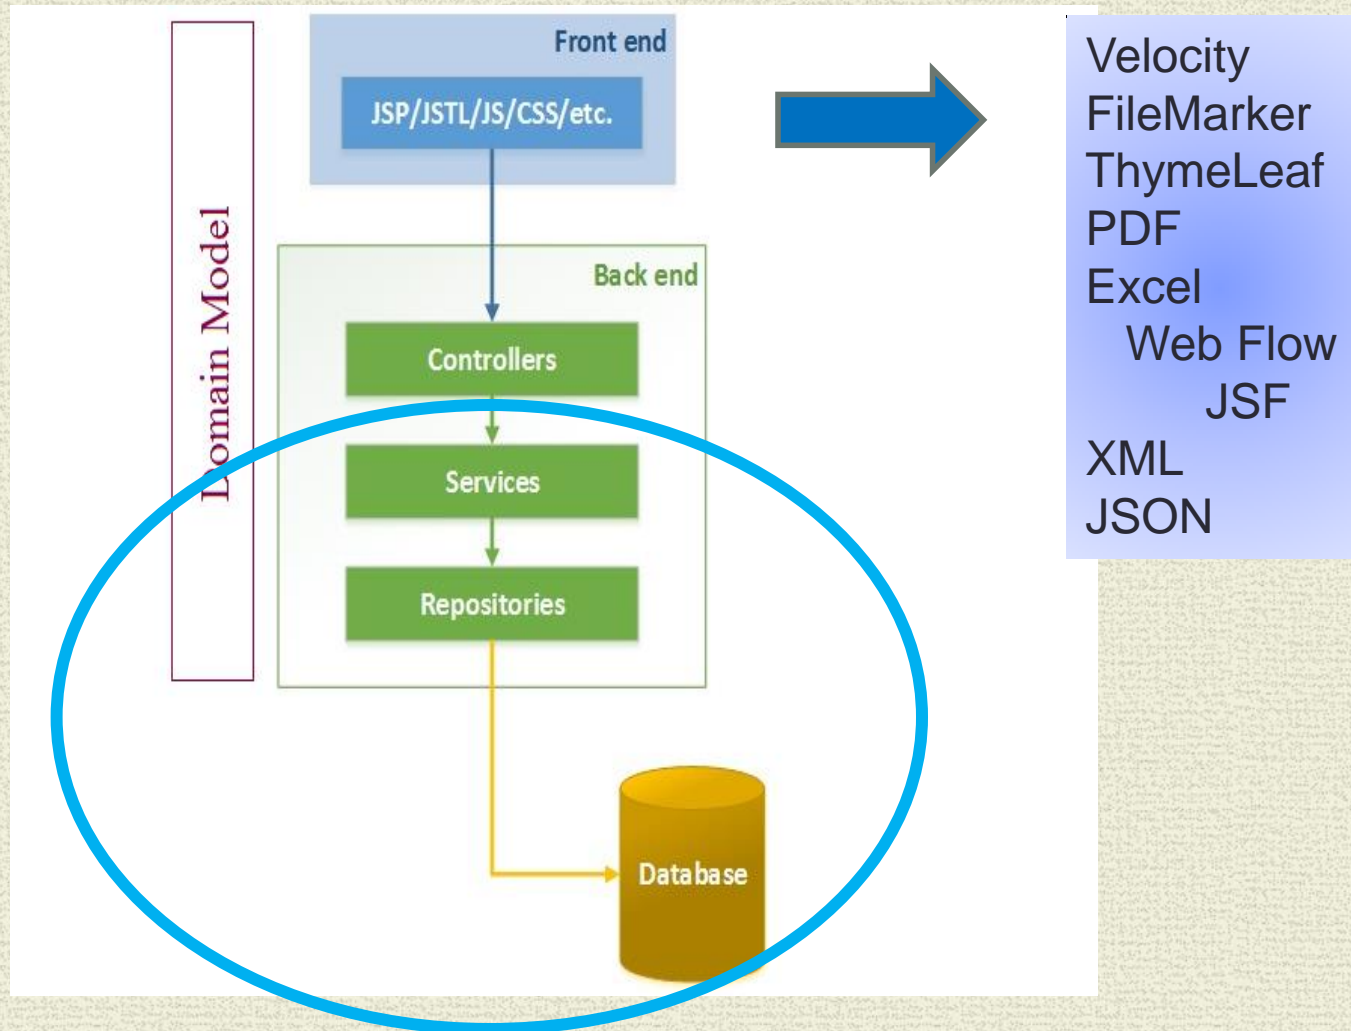 Front end
JSP/JSTL/JS/CSS/etc.
Domain Model
Back end
Controllers
Services
Repositories
Database
Velocity
FileMarker
ThymeLeaf
PDF
Excel
Web Flow
JSF
XML
JSON